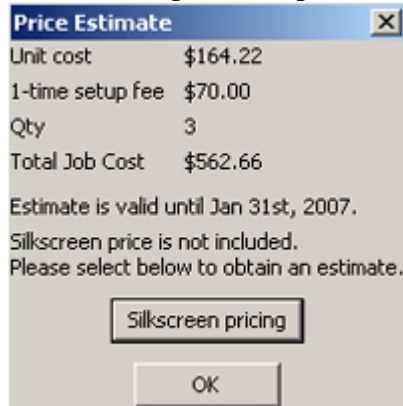 Price Estimate
Unit cost $164.22
1-time setup fee $70.00
Qty 3
Total Job Cost $562.66
Estimate is valid until Jan 31st, 2007.
Silkscreen price is not included.
Please select below to obtain an estimate.
Silkscreen pricing
OK